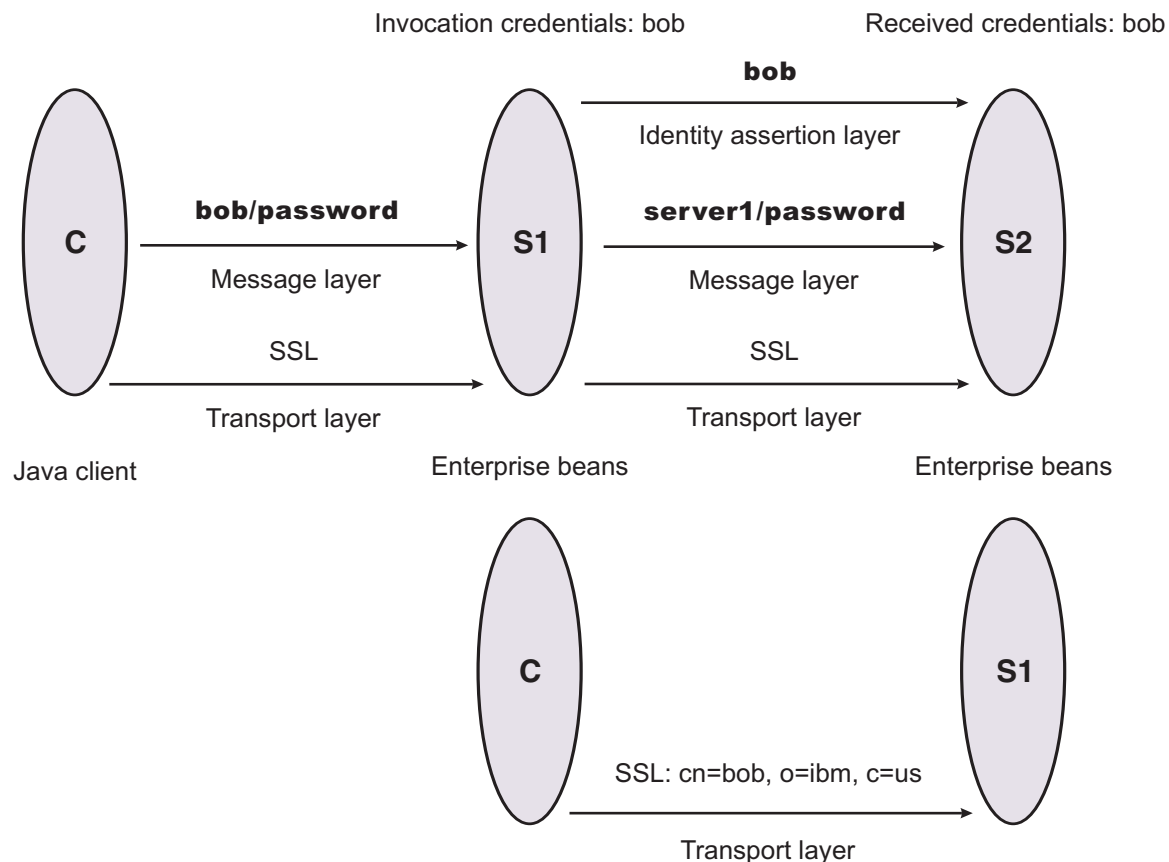 Invocation credentials: bob
Received credentials: bob
bob
Identity assertion layer
C
bob/password
S1
server1/password
S2
Message layer
Message layer
SSL
SSL
Transport layer
Transport layer
Java client
Enterprise beans
Enterprise beans
C
S1
SSL: cn=bob, o=ibm, c=us
Transport layer